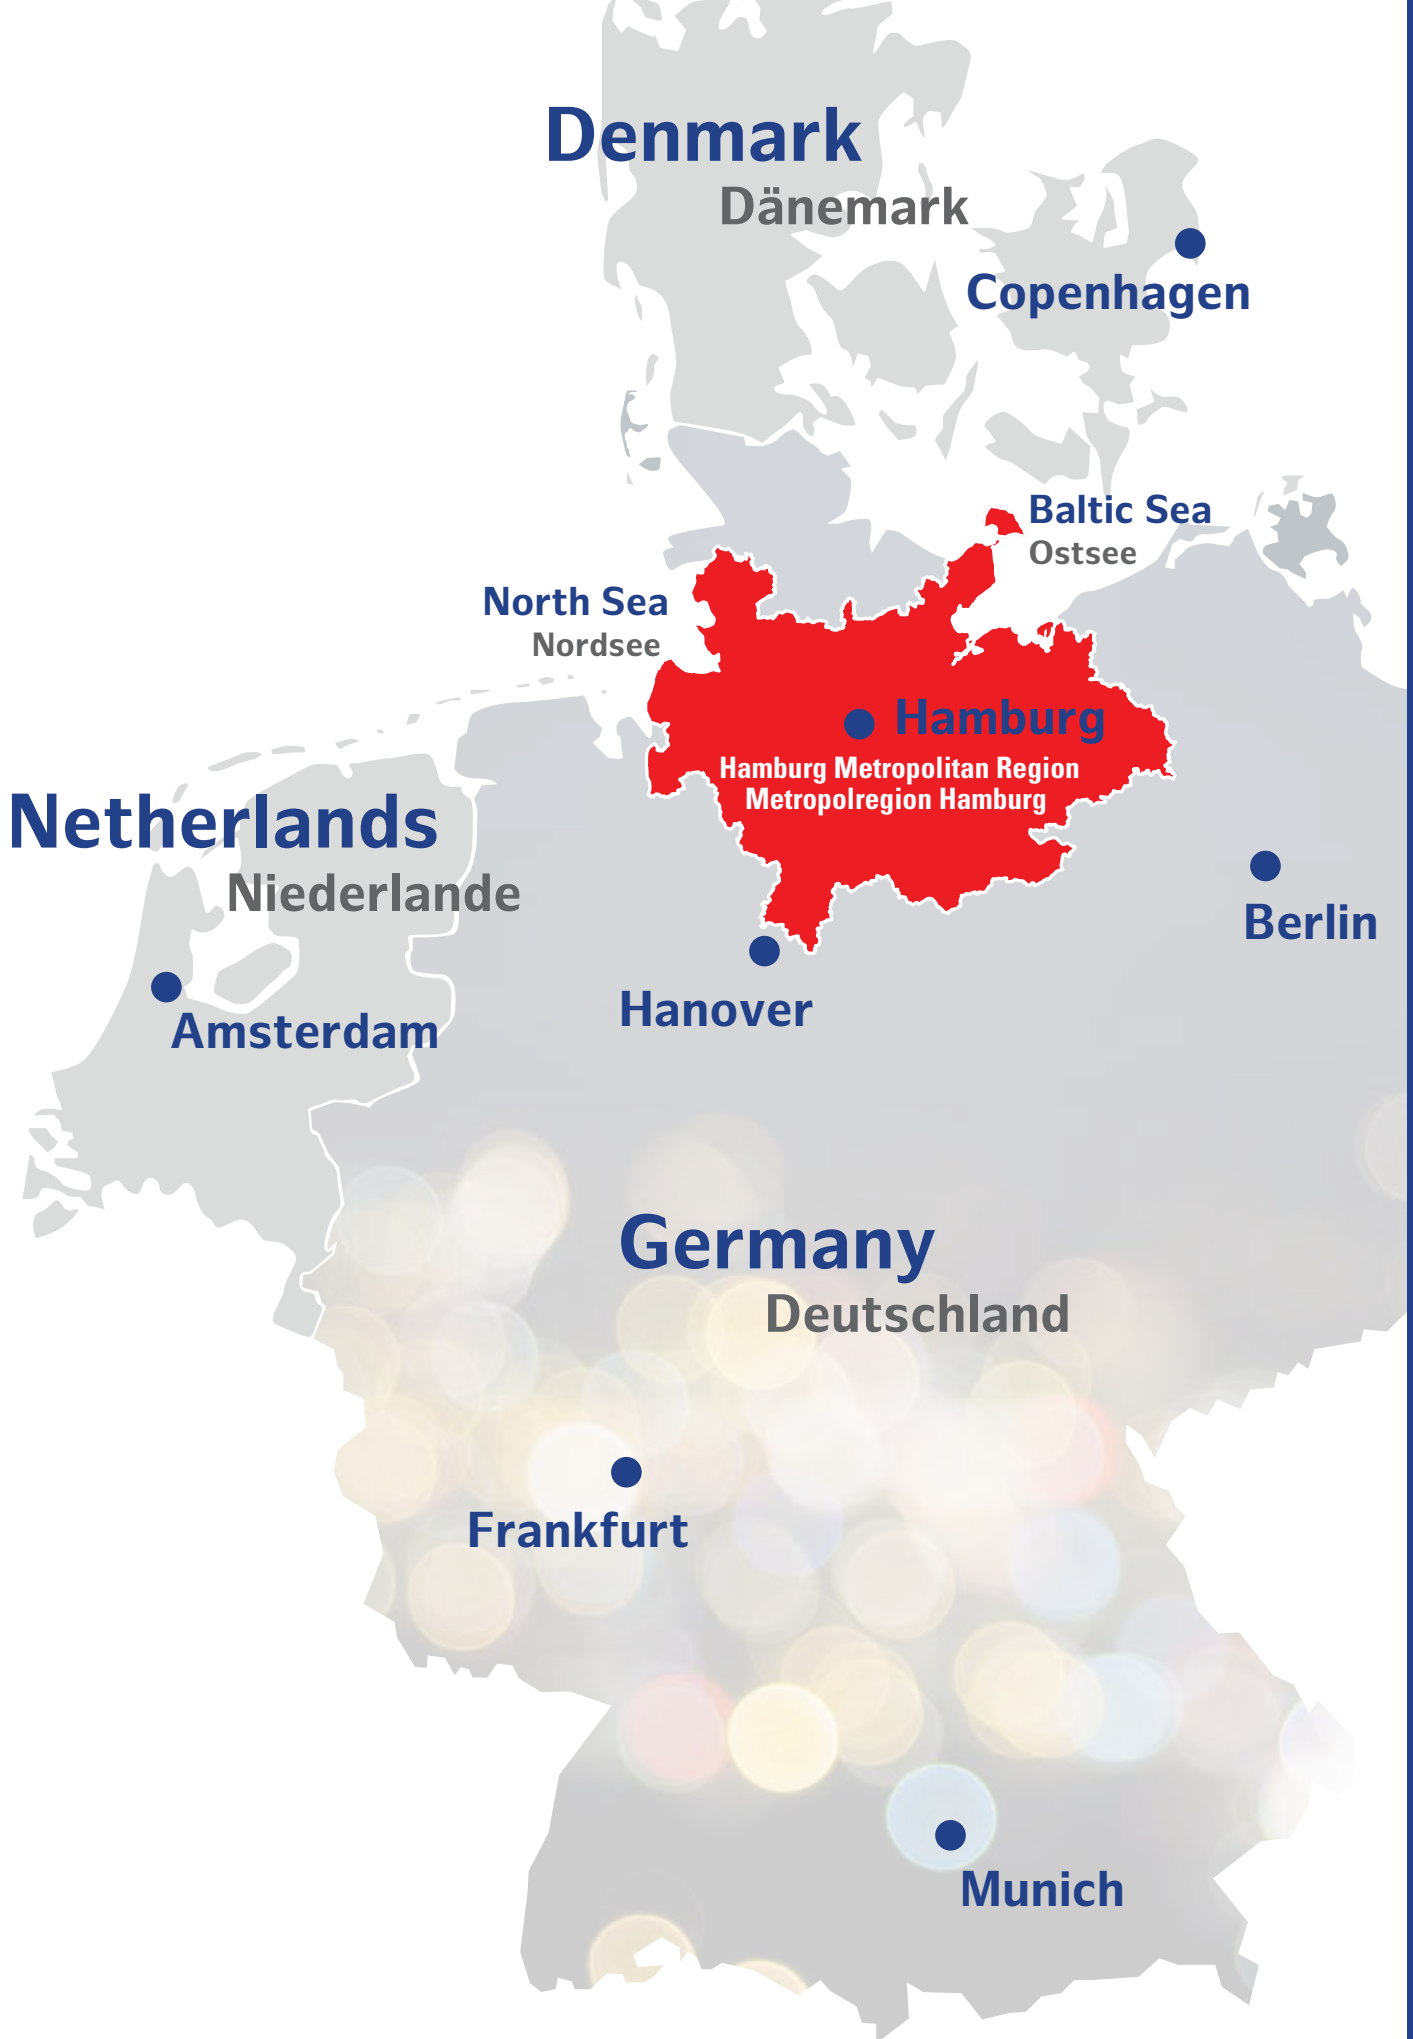 Denmark
Dänemark
Copenhagen
Baltic Sea
Ostsee
North Sea
Nordsee
Hamburg
Hamburg Metropolitan Region
Metropolregion Hamburg
Netherlands
Niederlande
Berlin
Hanover
Amsterdam
Germany
Deutschland
Frankfurt
Munich